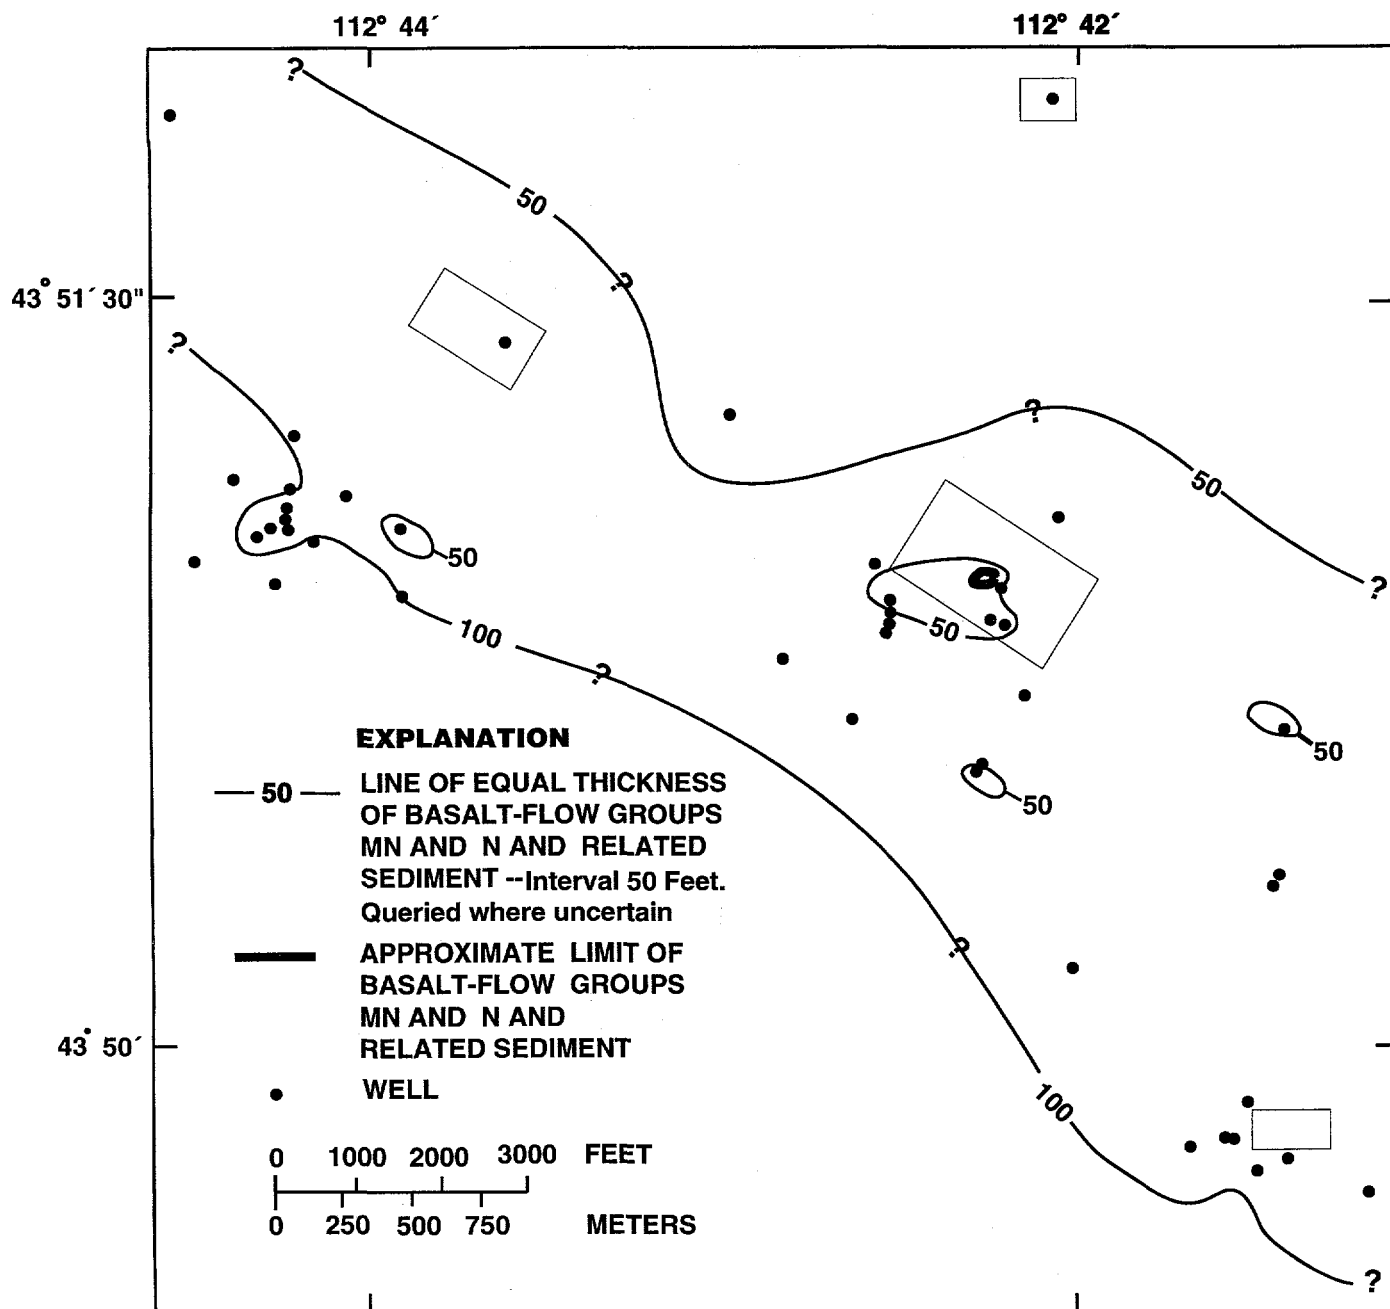 112° 44´
112° 42´
?
50
?
43° 51´ 30"
?
?
50
50
?
50
100
?
50
50
EXPLANATION
— 50 — LINE OF EQUAL THICKNESS
OF BASALT-FLOW GROUPS
MN AND N AND RELATED
SEDIMENT --Interval 50 Feet.
Queried where uncertain
APPROXIMATE LIMIT OF
BASALT-FLOW GROUPS
MN AND N AND
RELATED SEDIMENT
?
43° 50´
WELL
100
0 1000 2000 3000 FEET
0 250 500 750 METERS
?